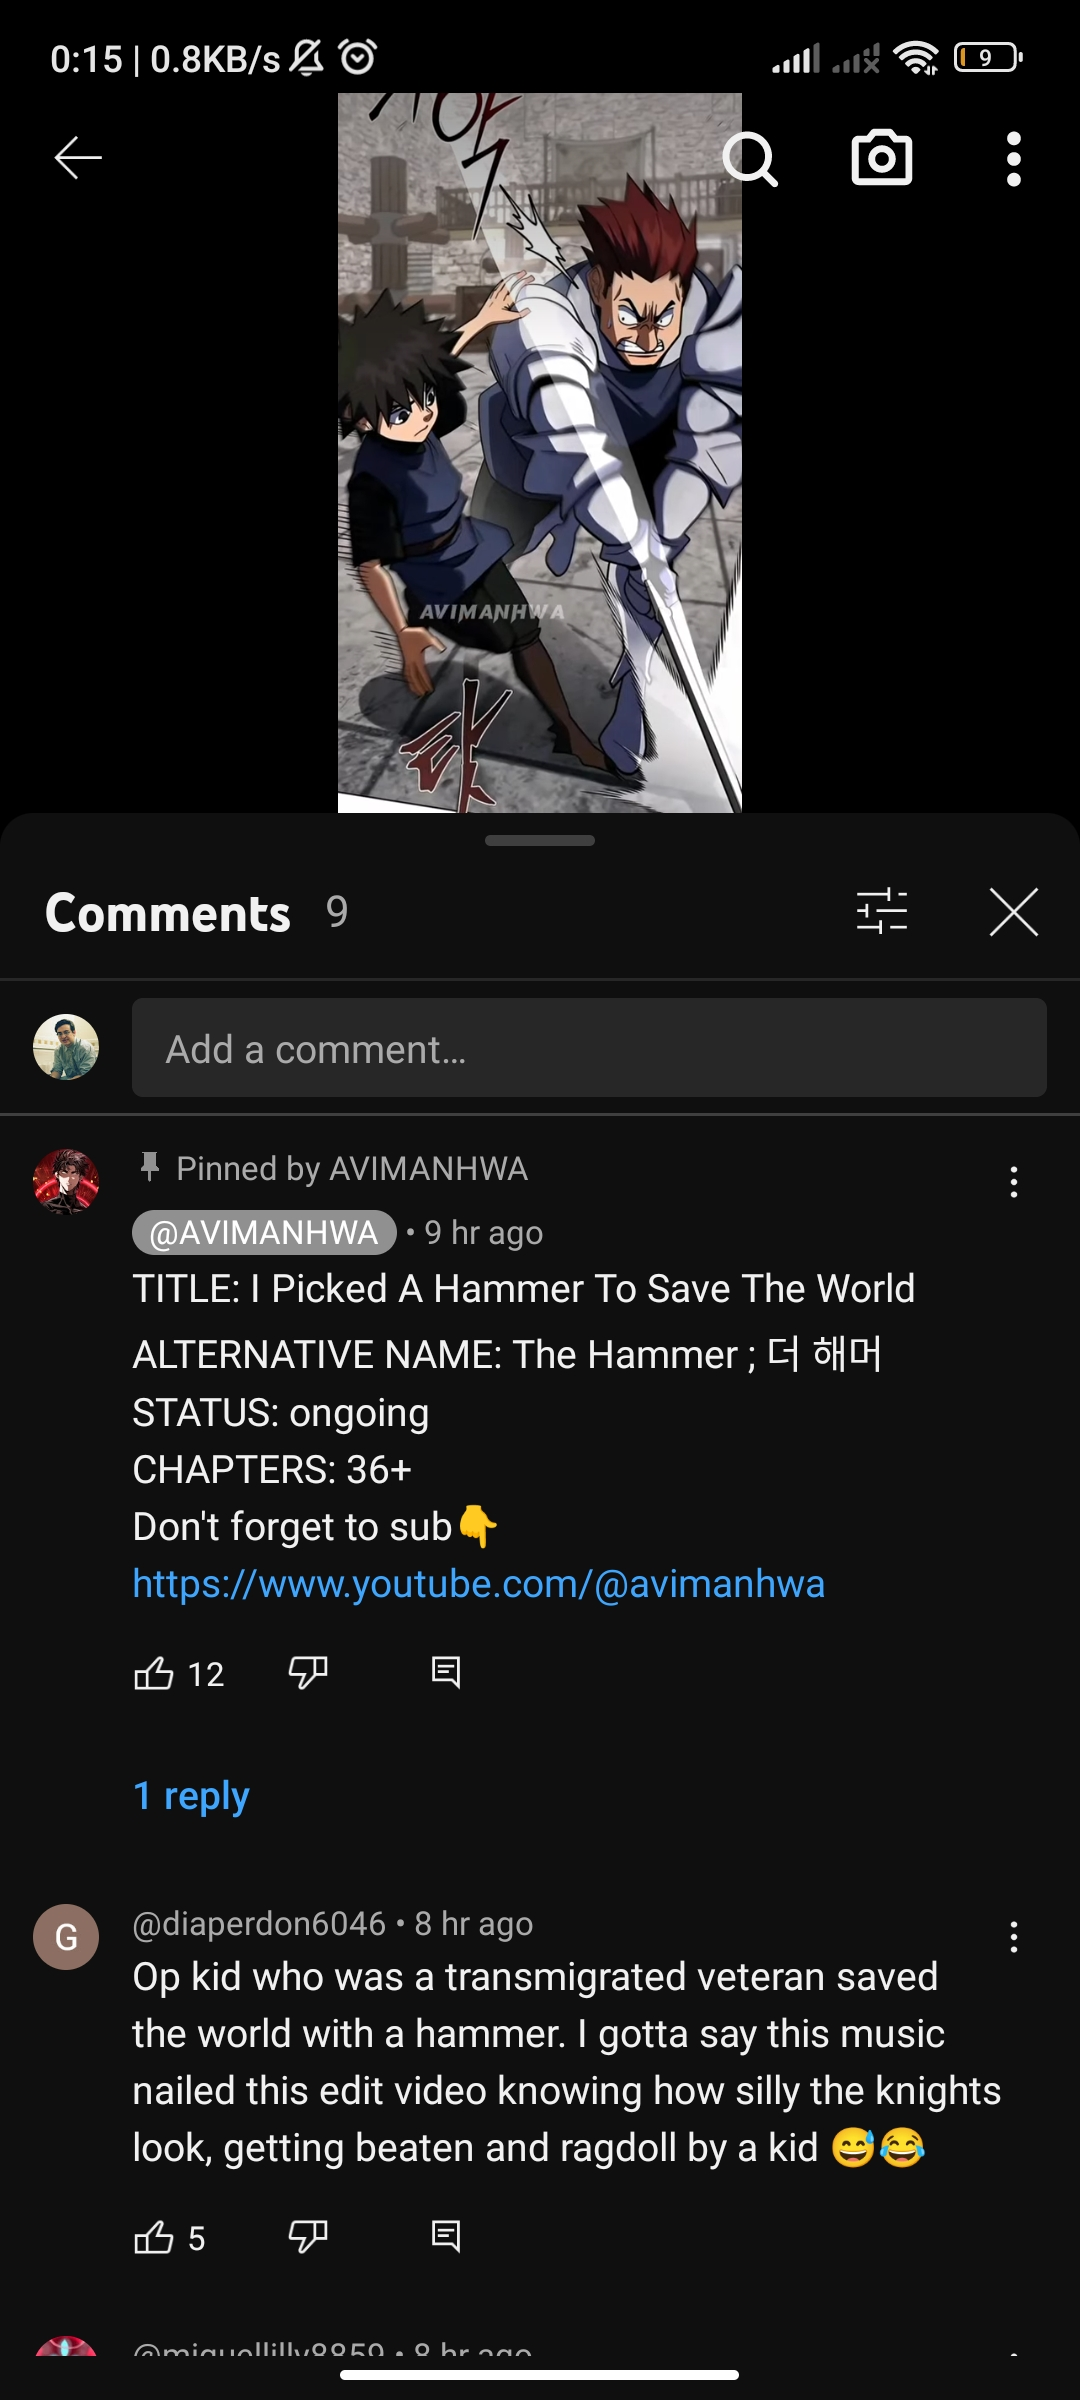 0:15 | 0.8KB/s
9
탁
AVIMANHWA
Comments 9
Add a comment...
Pinned by AVIMANHWA
@AVIMANHWA • 9 hr ago
TITLE: I Picked A Hammer To Save The World
ALTERNATIVE NAME: The Hammer ; 더 해머
STATUS: ongoing
CHAPTERS: 36+
Don't forget to sub👇
https://www.youtube.com/@avimanhwa
12
1 reply
G
@diaperdon6046 • 8 hr ago
Op kid who was a transmigrated veteran saved
the world with a hammer. I gotta say this music
nailed this edit video knowing how silly the knights
look, getting beaten and ragdoll by a kid 😅😂
5
@miguellilly8859 • 8 hr ago